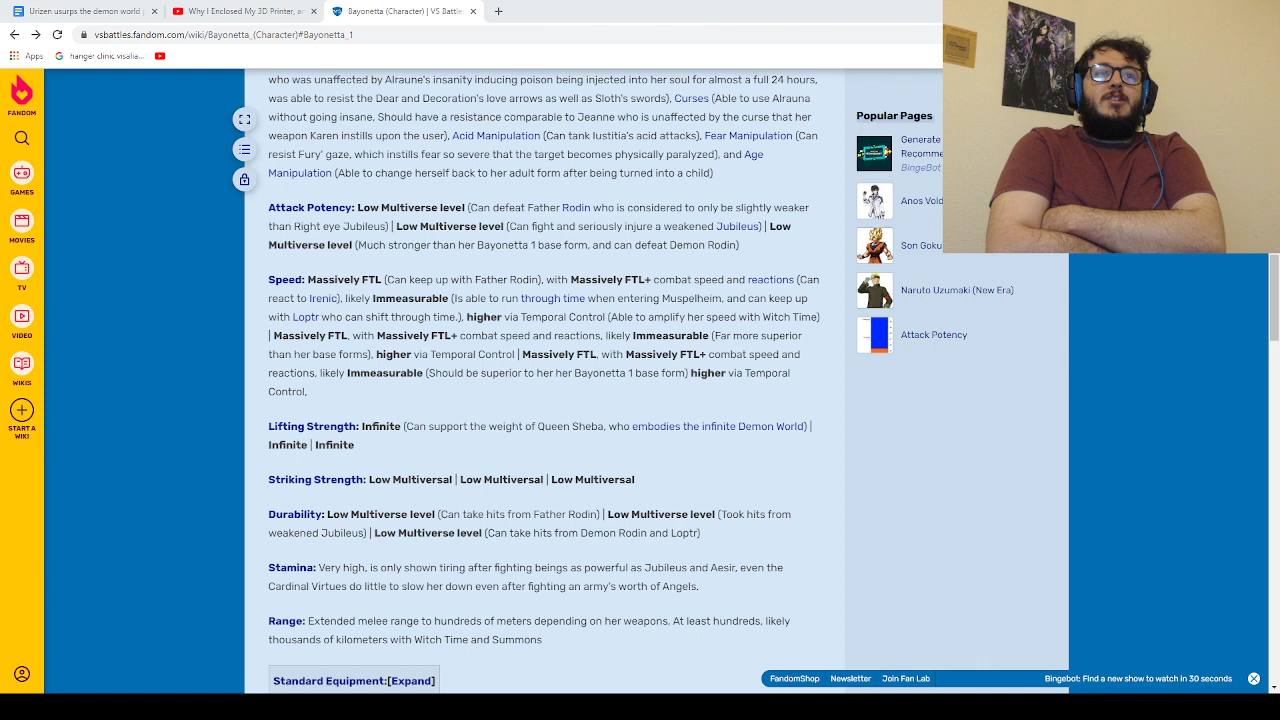 Urizen usurps the demon world
Why I Enclosed My 3D Printer, ar
Bayonetta (Character) | VS Battle
vsbattles.fandom.com/wiki/Bayonetta_(Character)#Bayonetta_1
Apps
hanger clinic visalia...
FANDOM
GAMES
MOVIES
TV
VIDEO
WIKIS
START A
WIKI
who was unaffected by Alraune's insanity inducing poison being injected into her soul for almost a full 24 hours,
was able to resist the Dear and Decoration's love arrows as well as Sloth's swords), Curses (Able to use Alrauna
without going insane, Should have a resistance comparable to Jeanne who is unaffected by the curse that her
weapon Karen instills upon the user), Acid Manipulation (Can tank Iustitia's acid attacks), Fear Manipulation (Can
resist Fury' gaze, which instills fear so severe that the target becomes physically paralyzed), and Age
Manipulation (Able to change herself back to her adult form after being turned into a child)
Attack Potency: Low Multiverse level (Can defeat Father Rodin who is considered to only be slightly weaker
than Right eye Jubileus) | Low Multiverse level (Can fight and seriously injure a weakened Jubileus) | Low
Multiverse level (Much stronger than her Bayonetta 1 base form, and can defeat Demon Rodin)
Speed: Massively FTL (Can keep up with Father Rodin), with Massively FTL+ combat speed and reactions (Can
react to Irenic), likely Immeasurable (Is able to run through time when entering Muspelheim, and can keep up
with Loptr who can shift through time.), higher via Temporal Control (Able to amplify her speed with Witch Time)
| Massively FTL, with Massively FTL+ combat speed and reactions, likely Immeasurable (Far more superior
than her base forms), higher via Temporal Control | Massively FTL, with Massively FTL+ combat speed and
reactions, likely Immeasurable (Should be superior to her her Bayonetta 1 base form) higher via Temporal
Control,
Lifting Strength: Infinite (Can support the weight of Queen Sheba, who embodies the infinite Demon World) |
Infinite | Infinite
Striking Strength: Low Multiversal | Low Multiversal | Low Multiversal
Durability: Low Multiverse level (Can take hits from Father Rodin) | Low Multiverse level (Took hits from
weakened Jubileus) | Low Multiverse level (Can take hits from Demon Rodin and Loptr)
Stamina: Very high, is only shown tiring after fighting beings as powerful as Jubileus and Aesir, even the
Cardinal Virtues do little to slow her down even after fighting an army's worth of Angels.
Range: Extended melee range to hundreds of meters depending on her weapons, At least hundreds, likely
thousands of kilometers with Witch Time and Summons
Standard Equipment:[Expand]
Popular Pages
Generate
Recomme
BingeBot
Anos Void
Son Goku
Naruto Uzumaki (New Era)
Attack Potency
FandomShop
Newsletter
Join Fan Lab
Bingebot: Find a new show to watch in 30 seconds